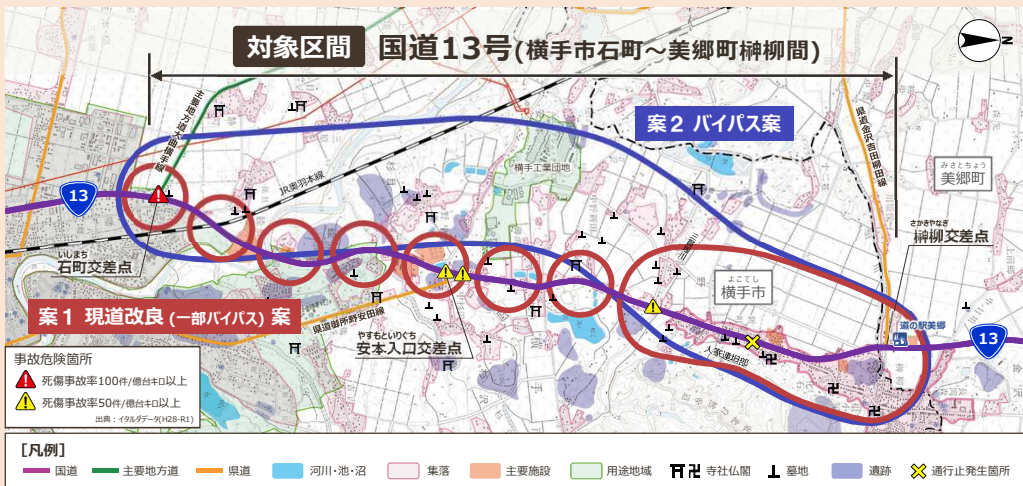 対象区間 国道13号(横手市石町～美郷町榊柳間)
N
主要地方道大曲横手線
案2 バイパス案
県道金沢吉田柳田線
みさとちょう
美郷町
横手工業団地
JR奥羽本線
13
さかきやなぎ
榊柳交差点
いしまち
石町交差点
よこてし
横手市
道の駅美郷
13
案1 現道改良(一部バイパス)案
県道御所野安田線
やすもといりぐち
安本入口交差点
人家連坦部
事故危険箇所
死傷事故率100件/億台キロ以上
死傷事故率50件/億台キロ以上
出典:イタルダデータ(H28-R1)
[凡例]
国道 主要地方道 県道 河川・池・沼 集落 主要施設 用途地域 寺社仏閣 墓地 遺跡 通行止発生箇所